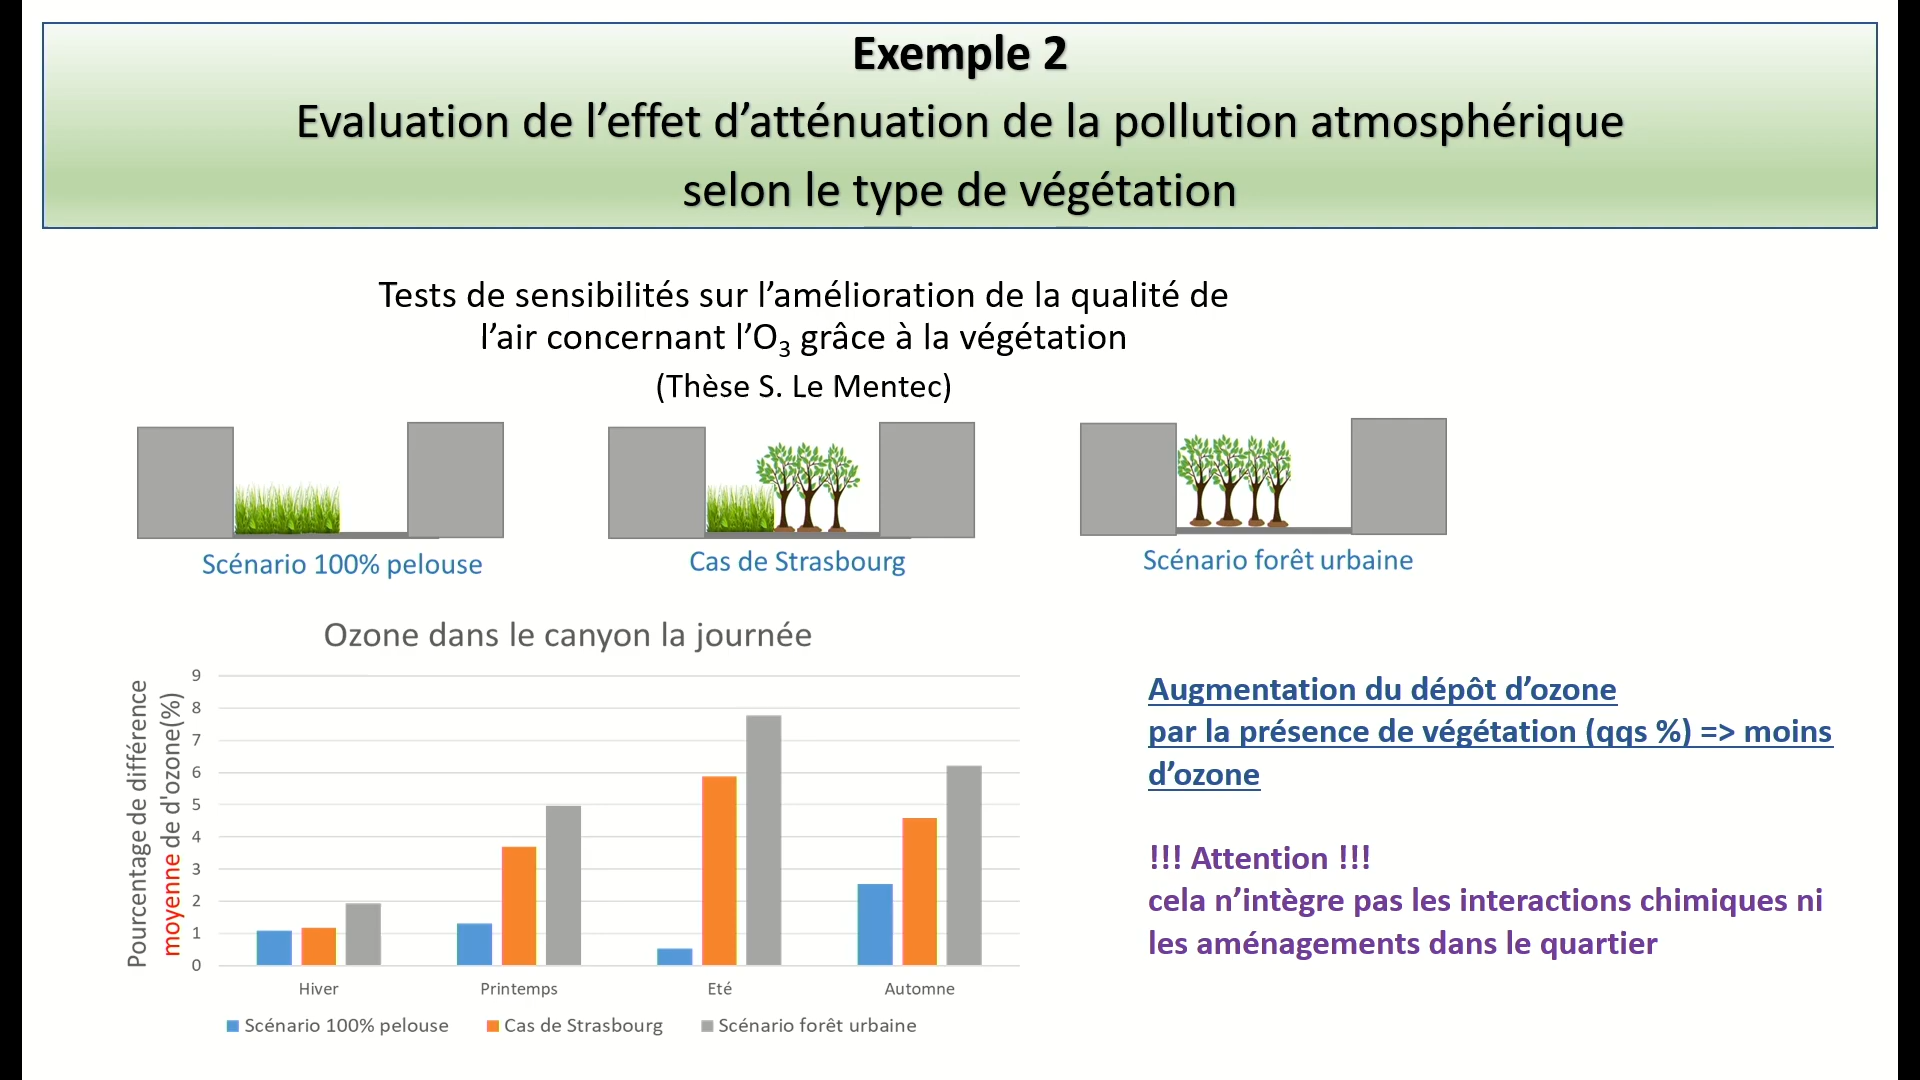 Exemple 2
Evaluation de l’effet d’atténuation de la pollution atmosphérique
selon le type de végétation
Tests de sensibilités sur l’amélioration de la qualité de
l’air concernant l’O₃ grâce à la végétation
(Thèse S. Le Mentec)
Scénario 100% pelouse
Cas de Strasbourg
Scénario forêt urbaine
Ozone dans le canyon la journée
Pourcentage de différence
moyenne de d'ozone(%)
9
8
7
6
5
4
3
2
1
0
Hiver
Printemps
Eté
Automne
Scénario 100% pelouse
Cas de Strasbourg
Scénario forêt urbaine
Augmentation du dépôt d’ozone
par la présence de végétation (qqs %) => moins
d’ozone
!!! Attention !!!
cela n’intègre pas les interactions chimiques ni
les aménagements dans le quartier